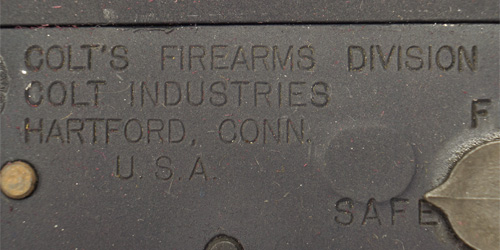 COLT'S FIREARMS DIVISION
COLT INDUSTRIES
HARTFORD, CONN.
U.S.A.
F
SAFE